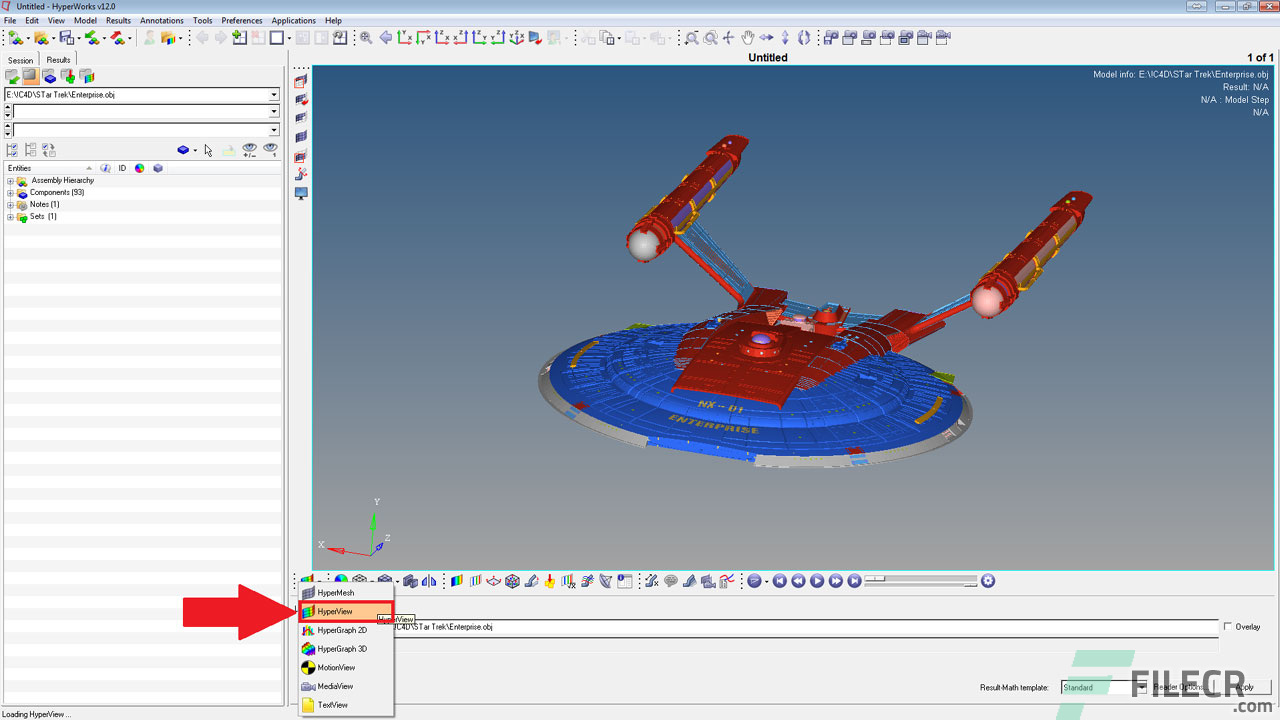 Untitled - HyperWorks v12.0
File Edit View Model Results Annotations Tools Preferences Applications Help
Session Results
Untitled
1 of 1
E:\IC4D\STar Trek\Enterprise.obj
Model info: E:\IC4D\STar Trek\Enterprise.obj
Result: N/A
N/A : Model Step
N/A
Entities ID
Assembly Hierarchy
Components (93)
Notes (1)
Sets (1)
NX-01
ENTERPRISE
Y
X
Z
HyperMesh
HyperView
HyperView
HyperGraph 2D
HyperGraph 3D
MotionView
MediaView
TextView
IC4D\STar Trek\Enterprise.obj
Overlay
Result-Math template: Standard Reader Options... Apply
FILECR
.com
Loading HyperView ...